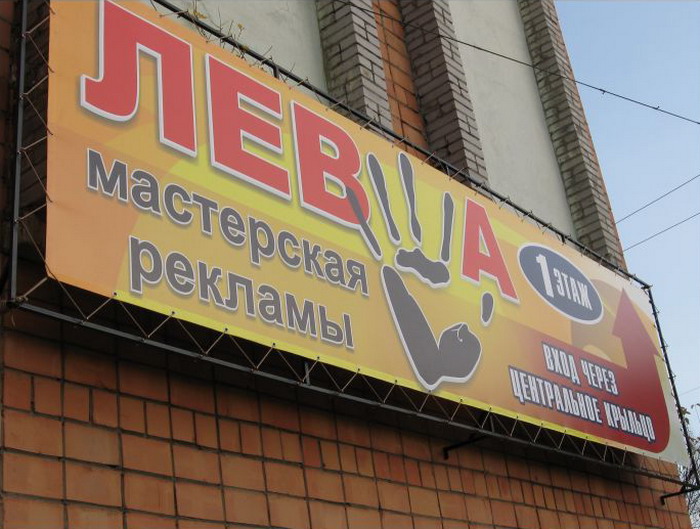 ЛЕВША
мастерская
рекламы
1 ЭТАЖ
ВХОД ЧЕРЕЗ
ЦЕНТРАЛЬНОЕ КРЫЛЬЦО